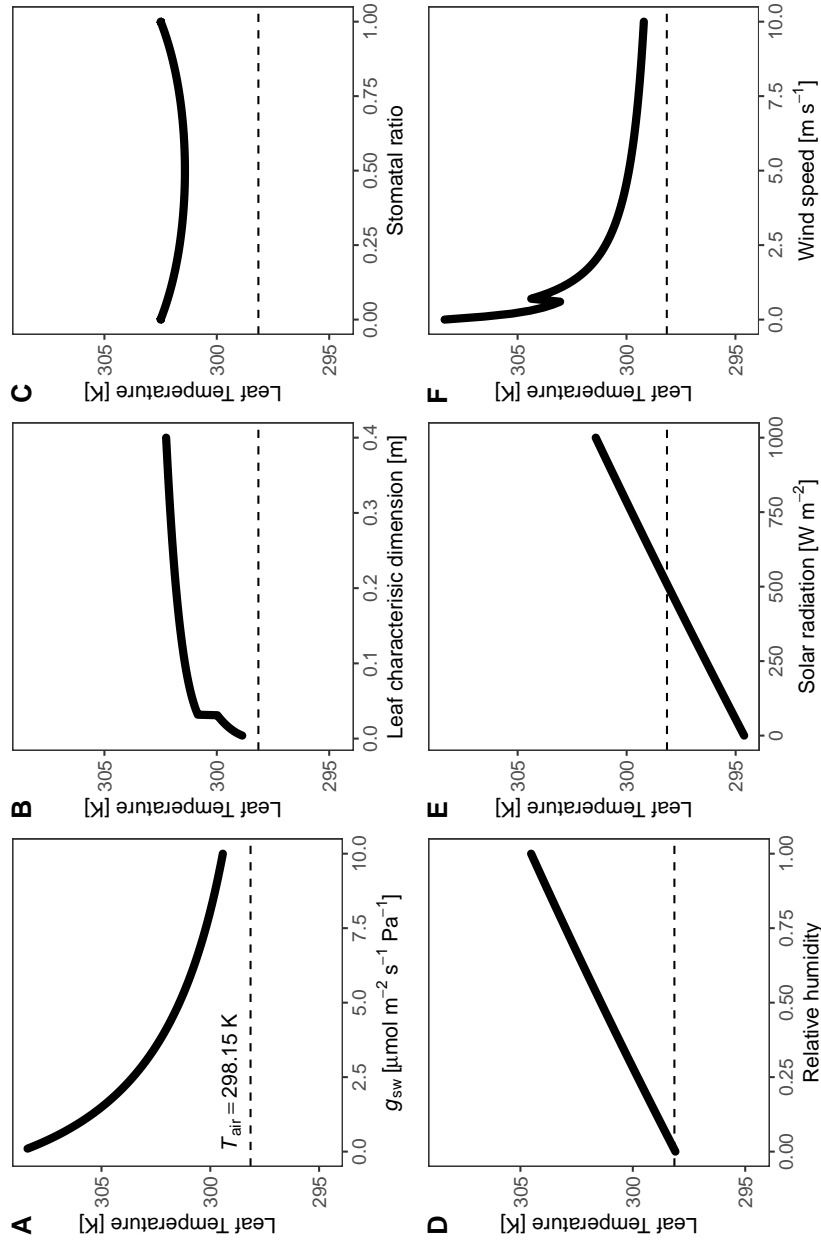 A
Leaf Temperature [K]
305
300
295
T_air = 298.15 K
0.0 2.5 5.0 7.5 10.0
g_sw [μmol m⁻² s⁻¹ Pa⁻¹]
B
Leaf Temperature [K]
305
300
295
0.0 0.1 0.2 0.3 0.4
Leaf characterisic dimension [m]
C
Leaf Temperature [K]
305
300
295
0.00 0.25 0.50 0.75 1.00
Stomatal ratio
D
Leaf Temperature [K]
305
300
295
0.00 0.25 0.50 0.75 1.00
Relative humidity
E
Leaf Temperature [K]
305
300
295
0 250 500 750 1000
Solar radiation [W m⁻²]
F
Leaf Temperature [K]
305
300
295
0.0 2.5 5.0 7.5 10.0
Wind speed [m s⁻¹]